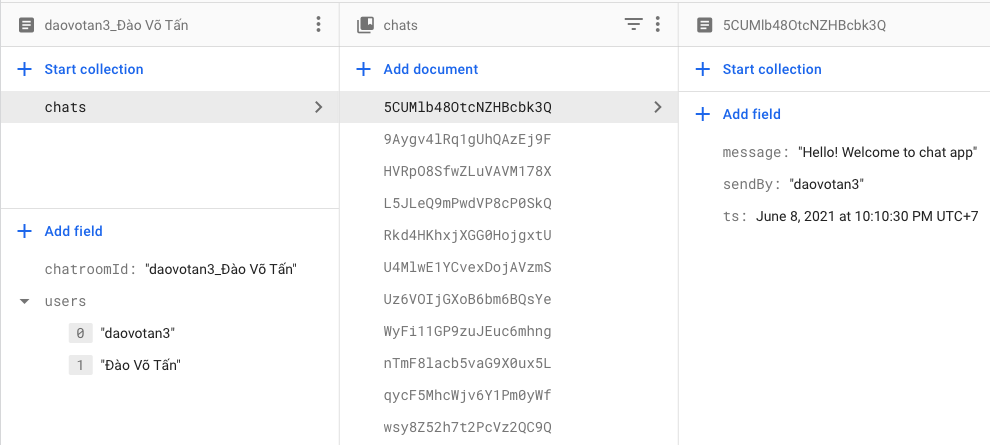 daovotan3_Đào Võ Tấn
Start collection
chats
Add field
chatroomId: "daovotan3_Đào Võ Tấn"
users
0 "daovotan3"
1 "Đào Võ Tấn"
chats
Add document
5CUMlb48OtcNZHBcbk3Q
9Aygv4lRq1gUhQAzEj9F
HVRpO8SfwZLuVAVM178X
L5JLeQ9mPwdVP8cP0SkQ
Rkd4HKhxjXGG0HojgxtU
U4MlwE1YCvexDojAVzmS
Uz6VOIjGXoB6bm6BQsYe
WyFi11GP9zuJEuc6mhng
nTmF8lacb5vaG9X0ux5L
qycF5MhcWjv6Y1Pm0yWf
wsy8Z52h7t2PcVz2QC9Q
5CUMlb48OtcNZHBcbk3Q
Start collection
Add field
message: "Hello! Welcome to chat app"
sendBy: "daovotan3"
ts: June 8, 2021 at 10:10:30 PM UTC+7